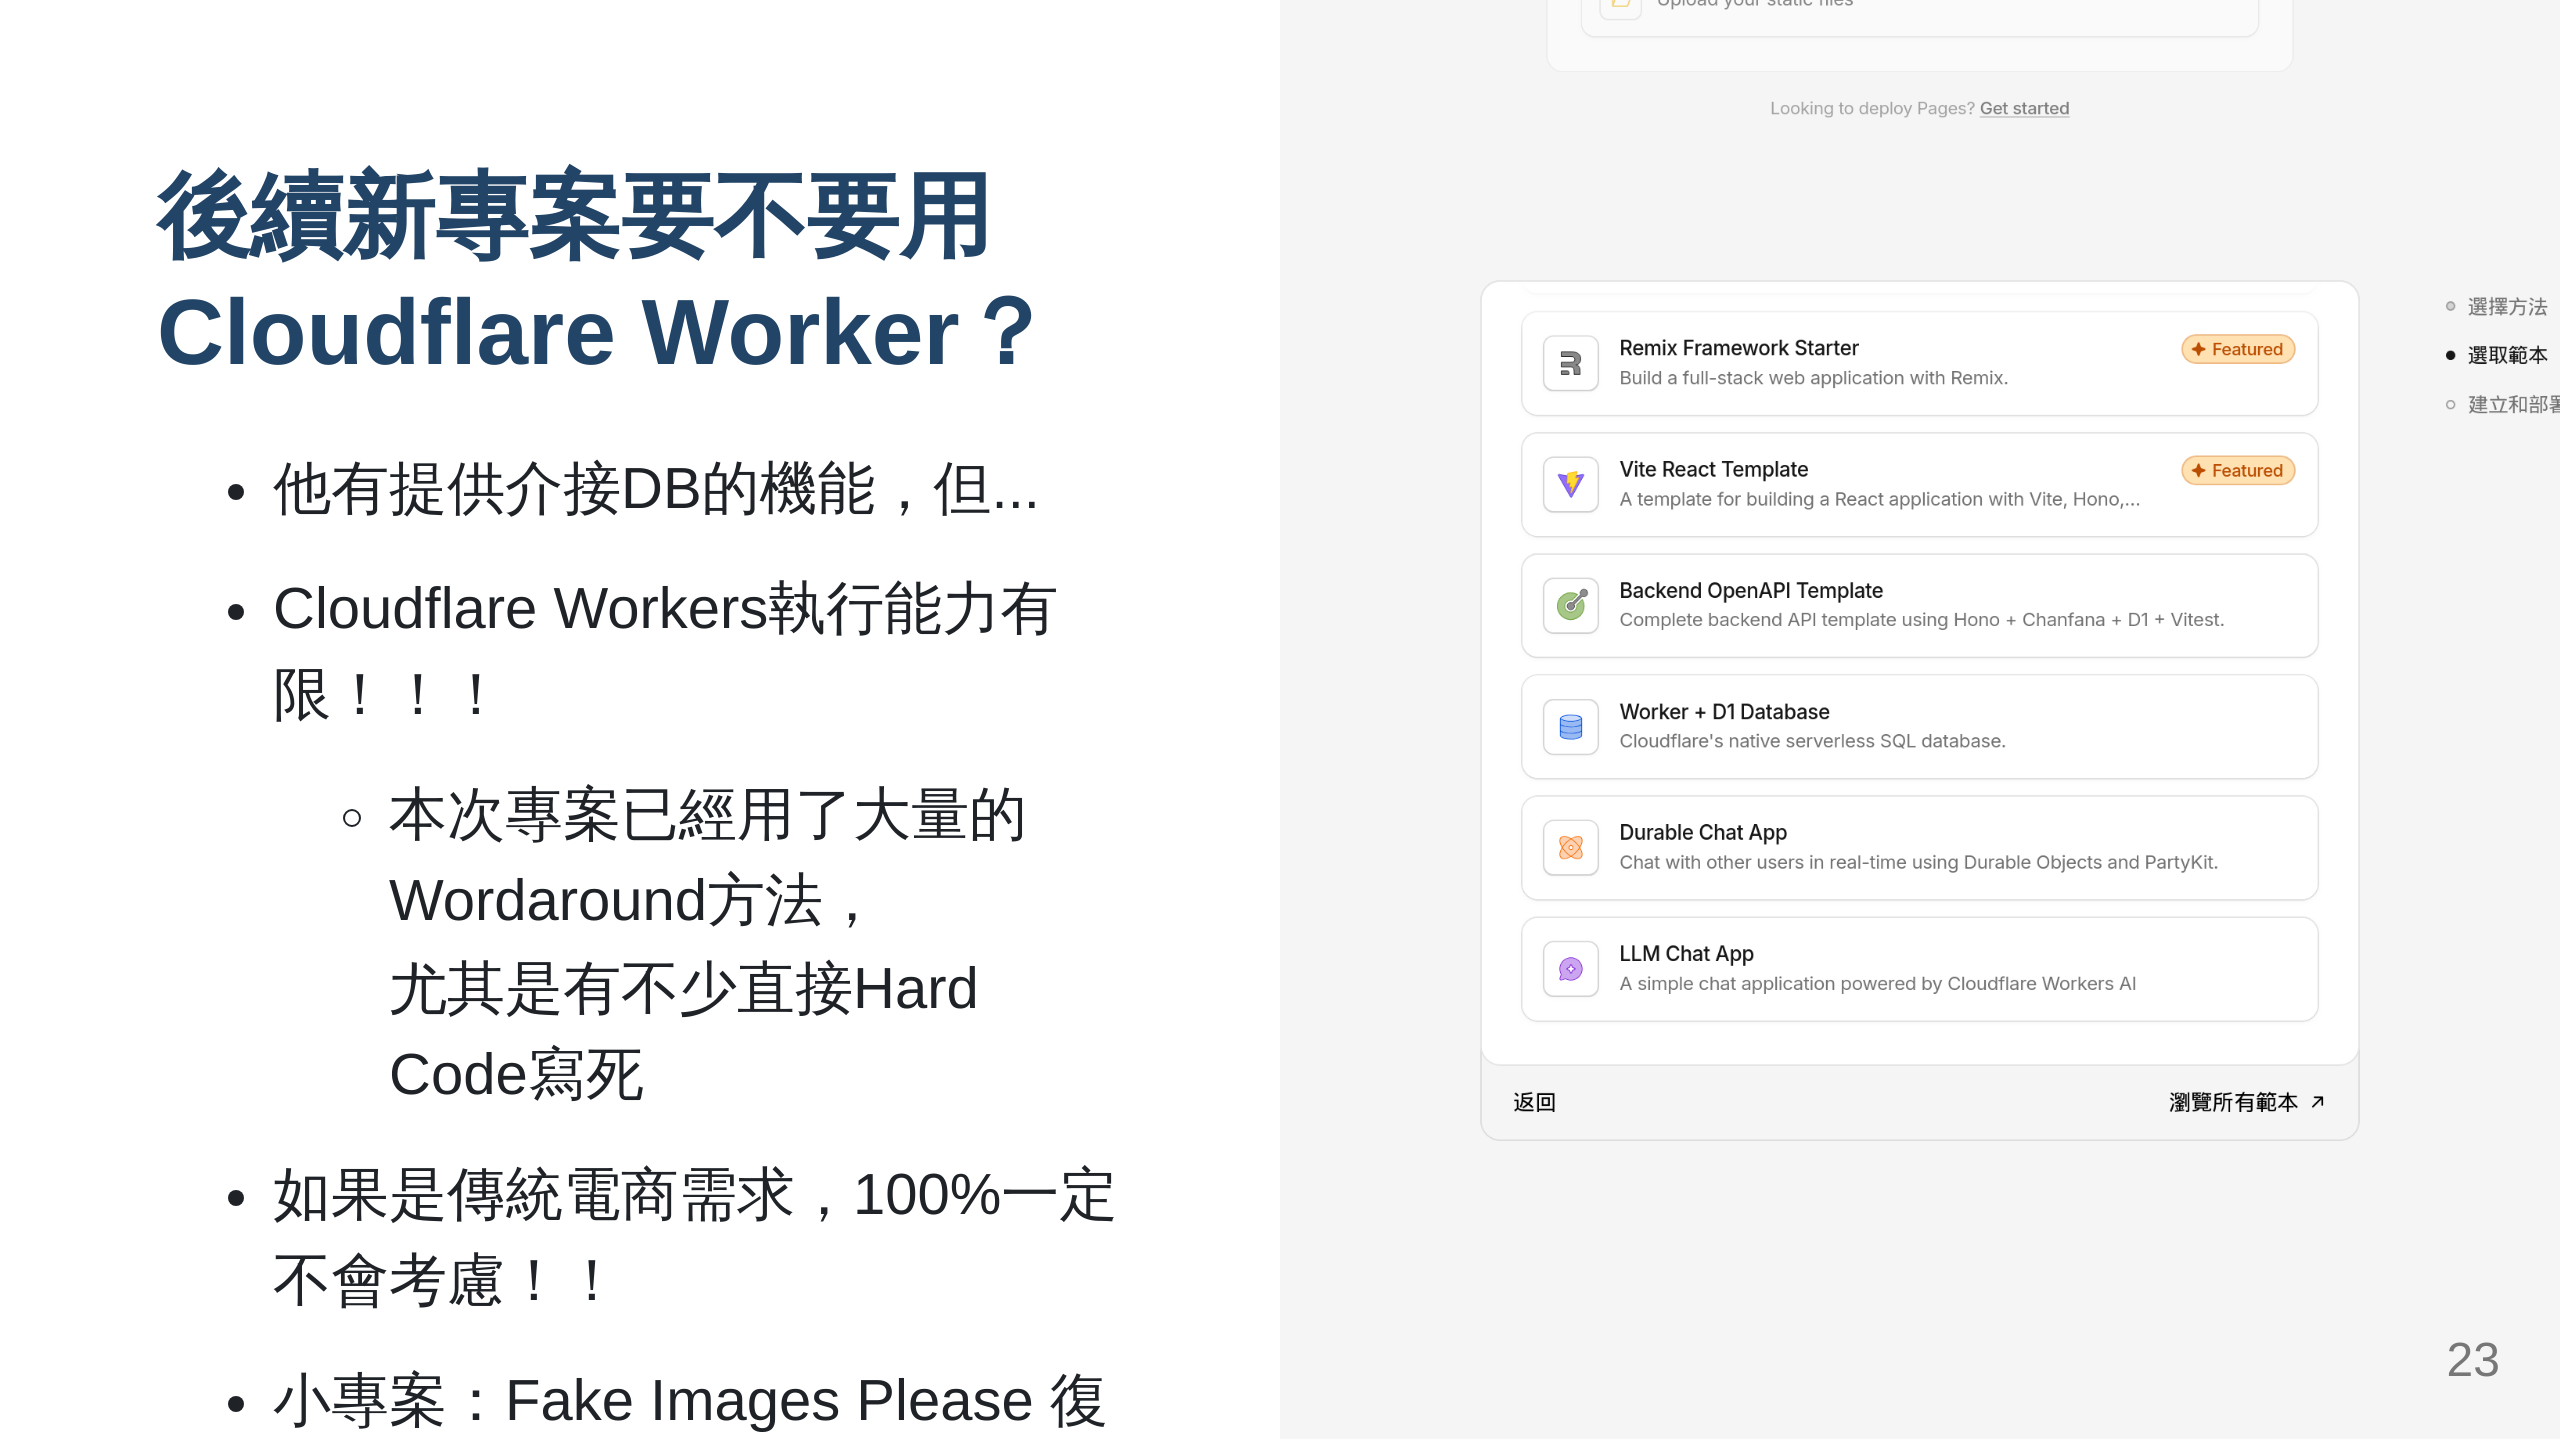 後續新專案要不要用
Cloudflare Worker？
• 他有提供介接DB的機能，但...
• Cloudflare Workers執行能力有
限！！！
◦ 本次專案已經用了大量的
Wordaround方法，
尤其是有不少直接Hard
Code寫死
• 如果是傳統電商需求，100%一定
不會考慮！！
• 小專案：Fake Images Please 復
Upload your static files
Looking to deploy Pages? Get started
Remix Framework Starter
Featured
Build a full-stack web application with Remix.
Vite React Template
Featured
A template for building a React application with Vite, Hono,...
Backend OpenAPI Template
Complete backend API template using Hono + Chanfana + D1 + Vitest.
Worker + D1 Database
Cloudflare's native serverless SQL database.
Durable Chat App
Chat with other users in real-time using Durable Objects and PartyKit.
LLM Chat App
A simple chat application powered by Cloudflare Workers AI
返回
瀏覽所有範本
選擇方法
選取範本
建立和部署
23